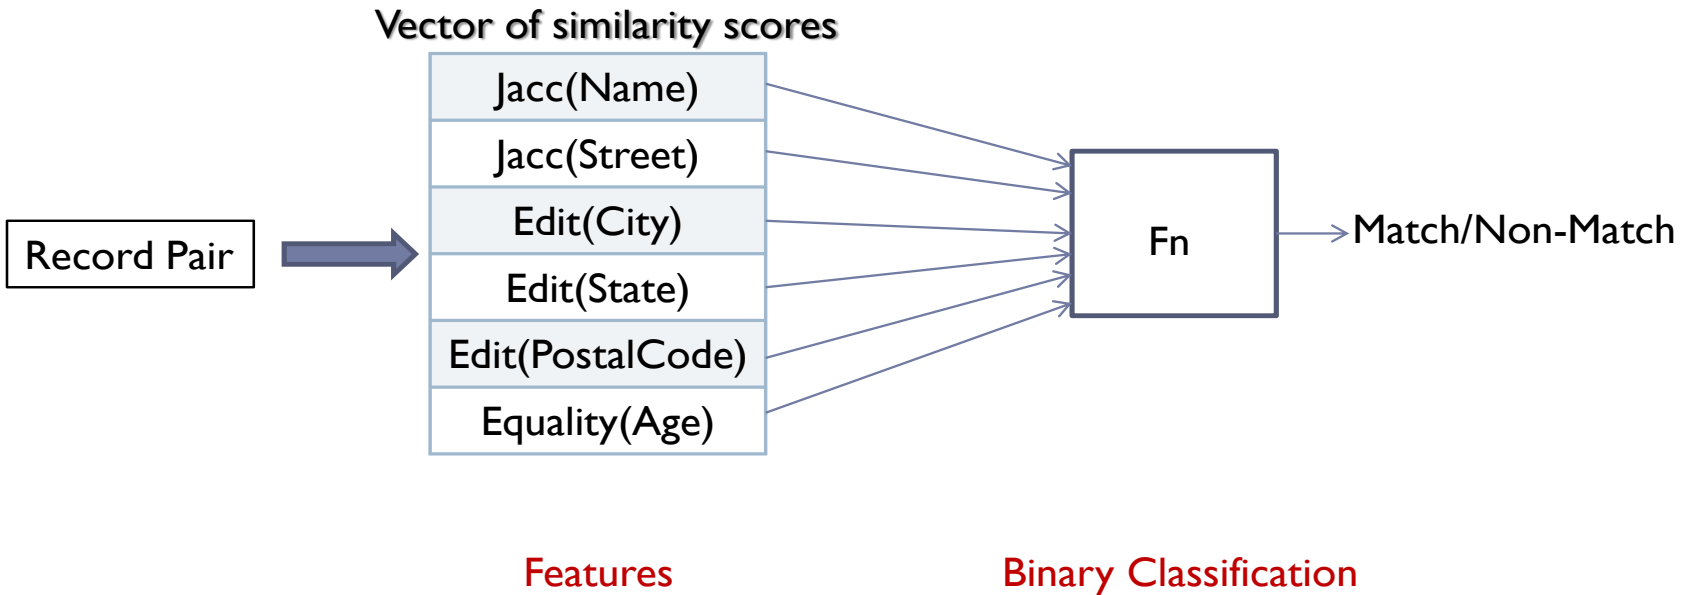 Vector of similarity scores
Jacc(Name)
Jacc(Street)
Edit(City)
Edit(State)
Edit(PostalCode)
Equality(Age)
Record Pair
Fn
Match/Non-Match
Features
Binary Classification